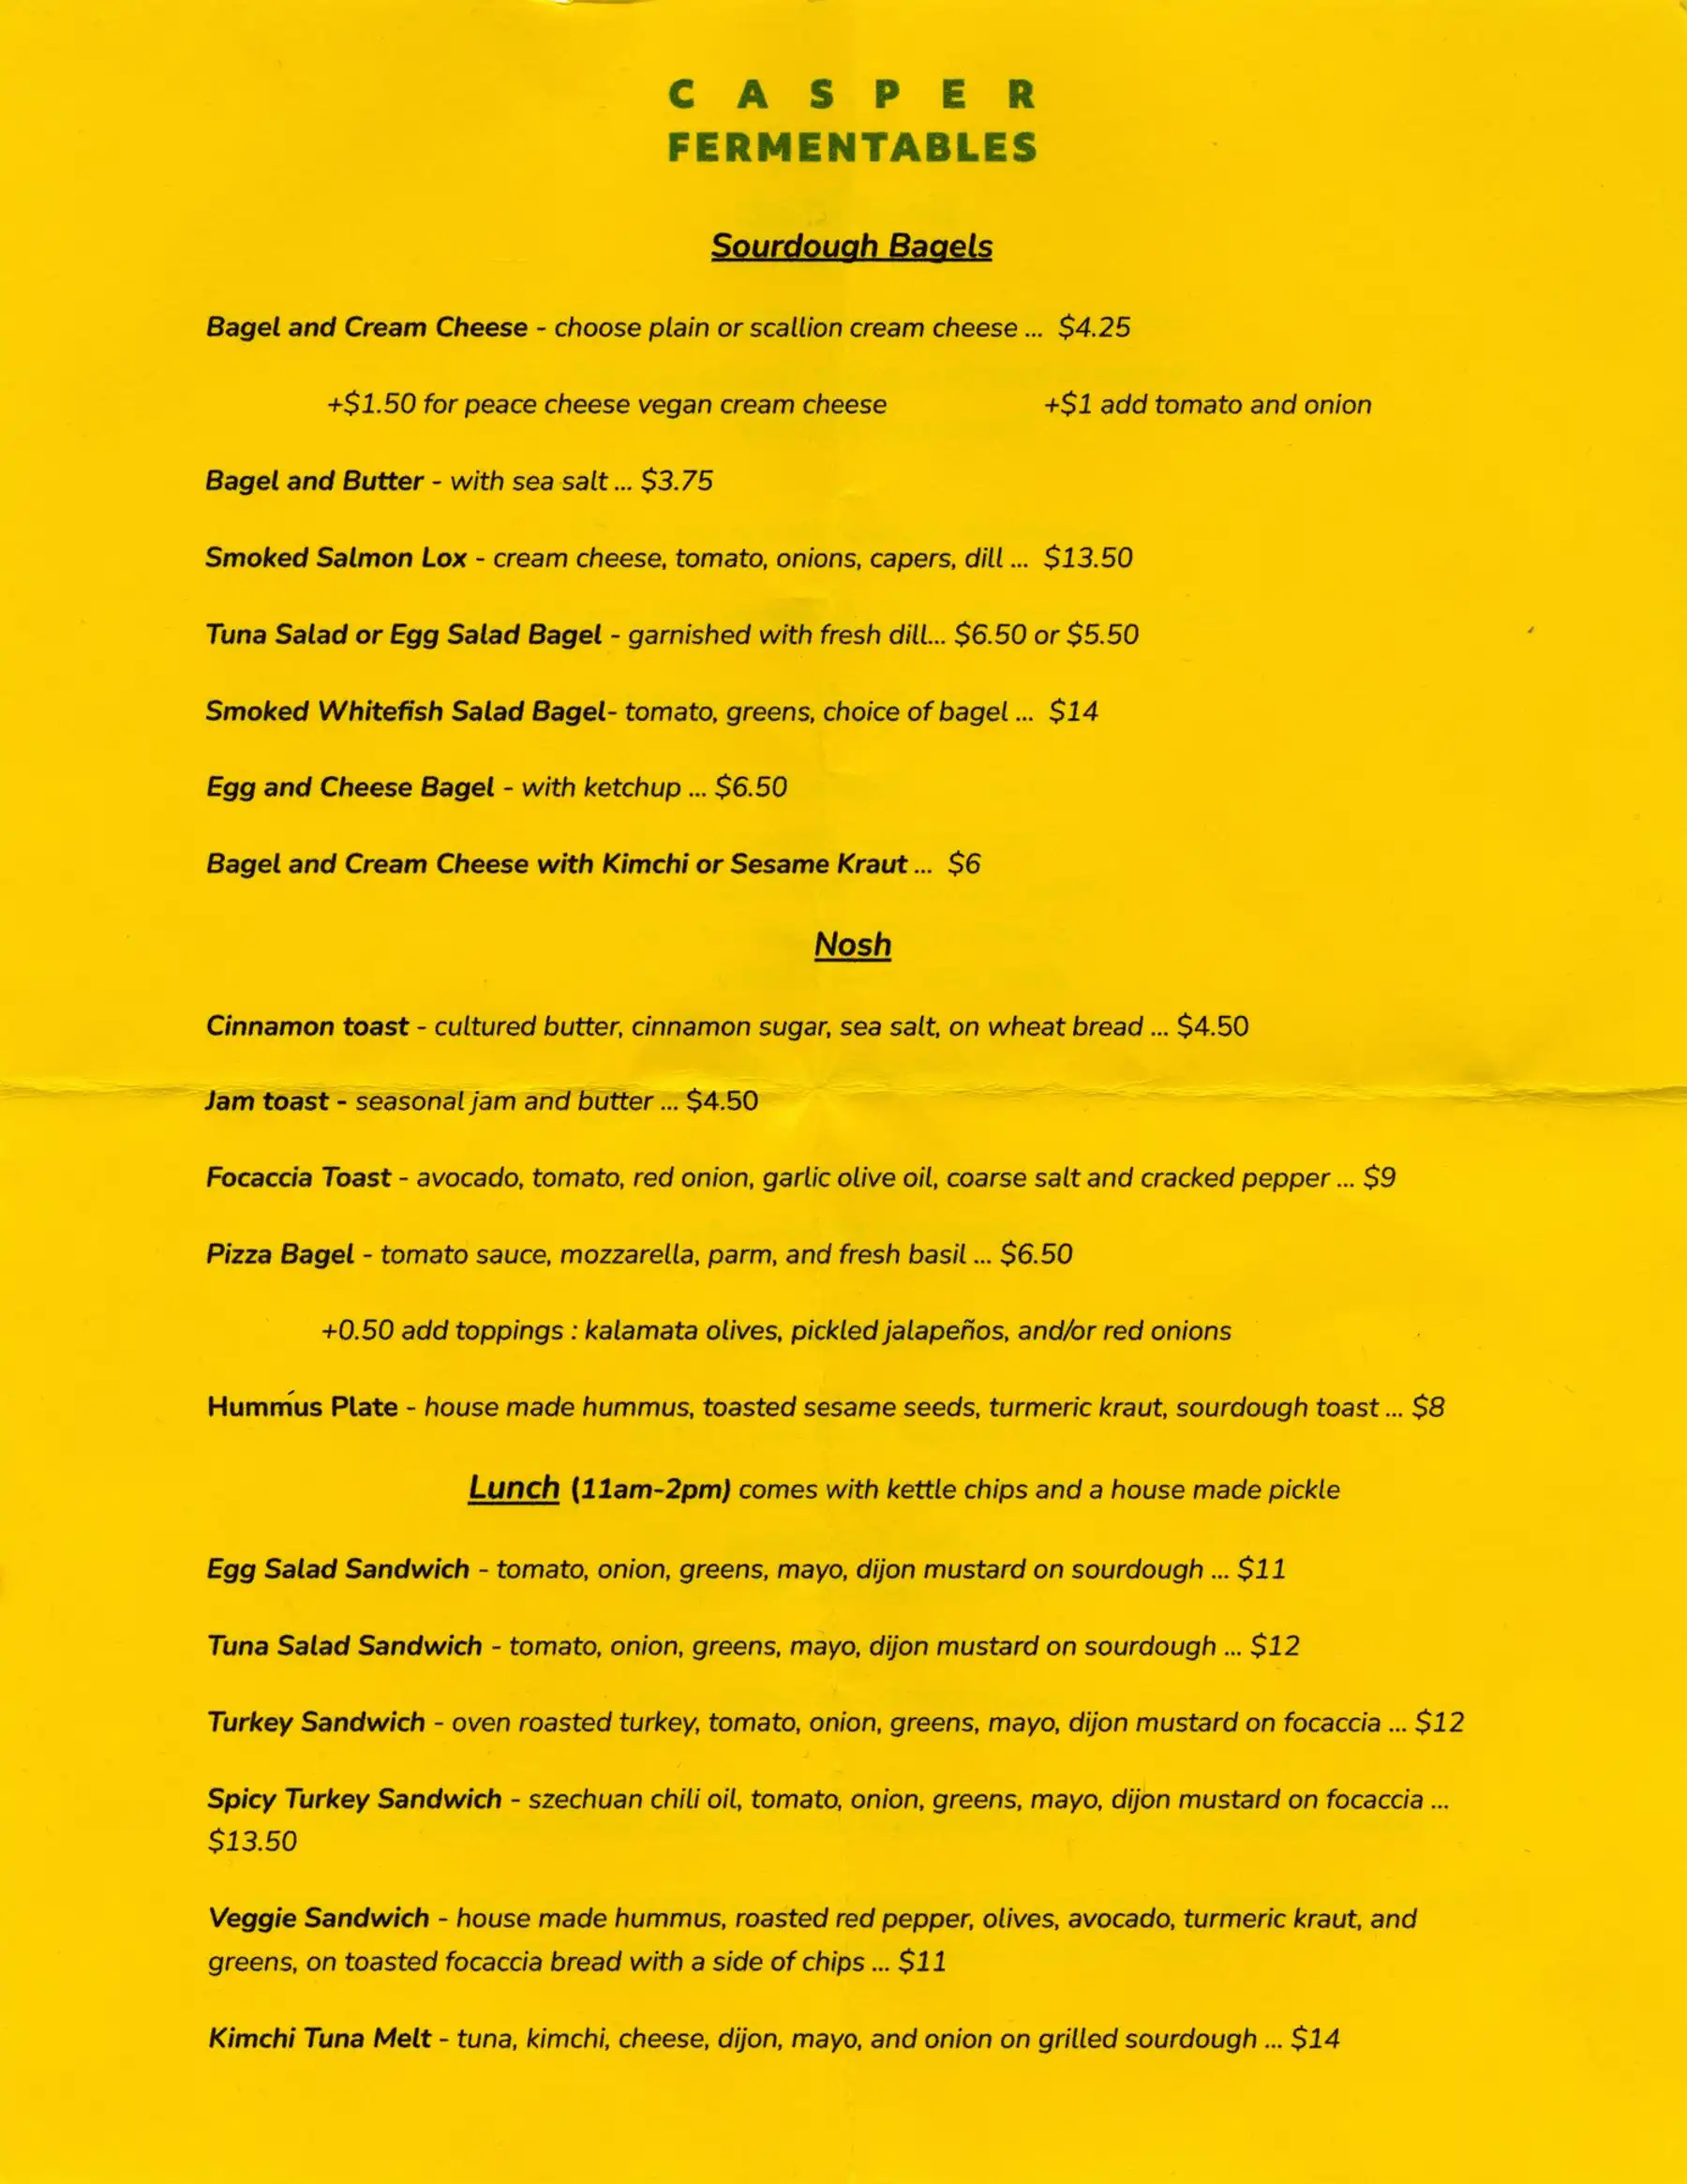 CASPER
FERMENTABLES
Sourdough Bagels
Bagel and Cream Cheese - choose plain or scallion cream cheese ... $4.25
+$1.50 for peace cheese vegan cream cheese +$1 add tomato and onion
Bagel and Butter - with sea salt ... $3.75
Smoked Salmon Lox - cream cheese, tomato, onions, capers, dill ... $13.50
Tuna Salad or Egg Salad Bagel - garnished with fresh dill... $6.50 or $5.50
Smoked Whitefish Salad Bagel- tomato, greens, choice of bagel ... $14
Egg and Cheese Bagel - with ketchup ... $6.50
Bagel and Cream Cheese with Kimchi or Sesame Kraut ... $6
Nosh
Cinnamon toast - cultured butter, cinnamon sugar, sea salt, on wheat bread ... $4.50
Jam toast - seasonal jam and butter ... $4.50
Focaccia Toast - avocado, tomato, red onion, garlic olive oil, coarse salt and cracked pepper ... $9
Pizza Bagel - tomato sauce, mozzarella, parm, and fresh basil ... $6.50
+0.50 add toppings : kalamata olives, pickled jalapeños, and/or red onions
Hummus Plate - house made hummus, toasted sesame seeds, turmeric kraut, sourdough toast ... $8
Lunch (11am-2pm) comes with kettle chips and a house made pickle
Egg Salad Sandwich - tomato, onion, greens, mayo, dijon mustard on sourdough ... $11
Tuna Salad Sandwich - tomato, onion, greens, mayo, dijon mustard on sourdough ... $12
Turkey Sandwich - oven roasted turkey, tomato, onion, greens, mayo, dijon mustard on focaccia ... $12
Spicy Turkey Sandwich - szechuan chili oil, tomato, onion, greens, mayo, dijon mustard on focaccia ...
$13.50
Veggie Sandwich - house made hummus, roasted red pepper, olives, avocado, turmeric kraut, and
greens, on toasted focaccia bread with a side of chips ... $11
Kimchi Tuna Melt - tuna, kimchi, cheese, dijon, mayo, and onion on grilled sourdough ... $14